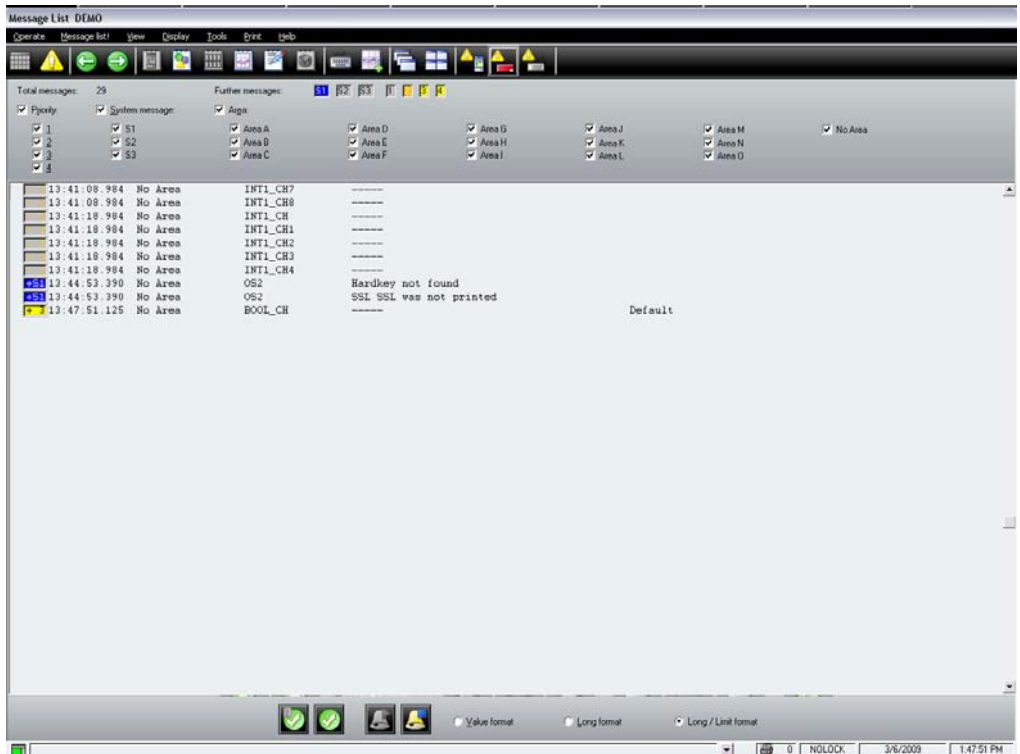 Message List DEMO
Operate Message list! View Display Tools Print Help
Total messages: 29 Further messages: S1 S2 S3 1 3 4
Priority: System message: Area:
1 S1 Area A Area D Area G Area J Area M No Area
2 S2 Area B Area E Area H Area K Area N
3 S3 Area C Area F Area I Area L Area O
4
13:41:08.984 No Area INT1_CH7 -----
13:41:08.984 No Area INT1_CH8 -----
13:41:18.984 No Area INT1_CH -----
13:41:18.984 No Area INT1_CH1 -----
13:41:18.984 No Area INT1_CH2 -----
13:41:18.984 No Area INT1_CH3 -----
13:41:18.984 No Area INT1_CH4 -----
+S1 13:44:53.390 No Area OS2 Hardkey not found
+S1 13:44:53.390 No Area OS2 SSL SSL was not printed
+ 3 13:47:51.125 No Area BOOL_CH ----- Default
Value format Long format Long / Limit format
0 NOLOCK 3/6/2009 1:47:51 PM